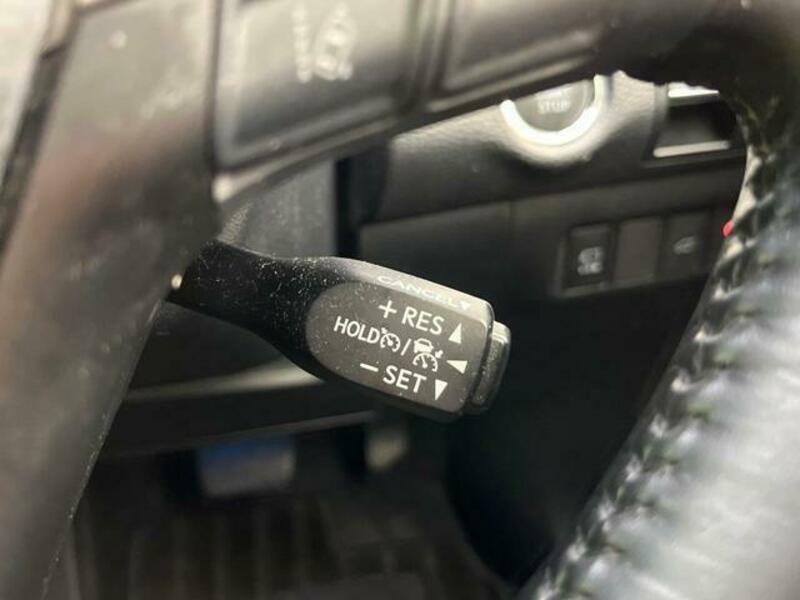 STOP
CANCEL
+ RES
HOLD /
- SET